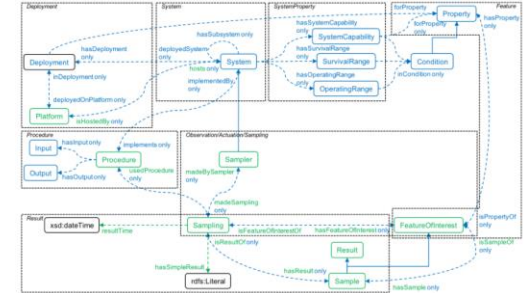 Deployment
System
SystemProperty
Feature
Property
forProperty
only
hasProperty
only
hasSubsystem only
hasSystemCapability
only
SystemCapability
forProperty
only
hasDeployment
only
deployedSystem
only
Deployment
hosts only
System
hasSurvivalRange
only
SurvivalRange
Condition
inDeployment only
implementedBy
only
hasOperatingRange
only
OperatingRange
inCondition only
deployedOnPlatform only
Platform
isHostedBy only
Procedure
Observation/Actuation/Sampling
Input
hasInput only
implements only
Procedure
Sampler
Output
hasOutput only
usedProcedure
only
madeBySampler
only
madeSampling
only
Result
xsd:dateTime
resultTime
Sampling
isFeatureOfInterestOf
only
hasFeatureOfInterest only
FeatureOfInterest
isPropertyOf
only
isResultOf only
isSampleOf
only
Result
hasSimpleResult
hasResult only
rdfs:Literal
Sample
hasSample only